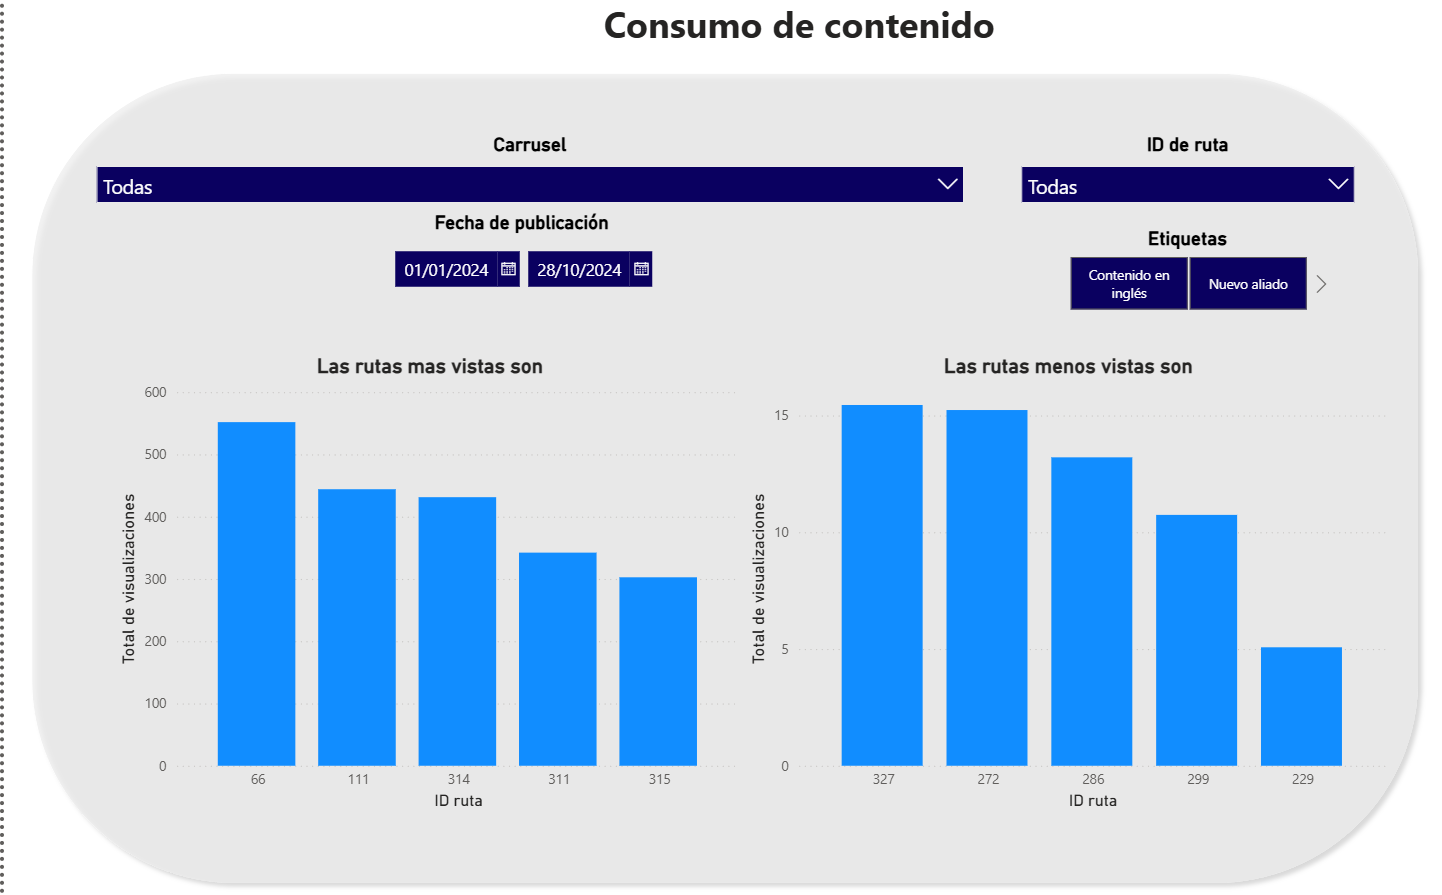 Consumo de contenido
Carrusel
Todas
ID de ruta
Todas
Fecha de publicación
01/01/2024
28/10/2024
Etiquetas
Contenido en
inglés
Nuevo aliado
Las rutas mas vistas son
Total de visualizaciones
600
500
400
300
200
100
0
66 111 314 311 315
ID ruta
Las rutas menos vistas son
Total de visualizaciones
15
10
5
0
327 272 286 299 229
ID ruta